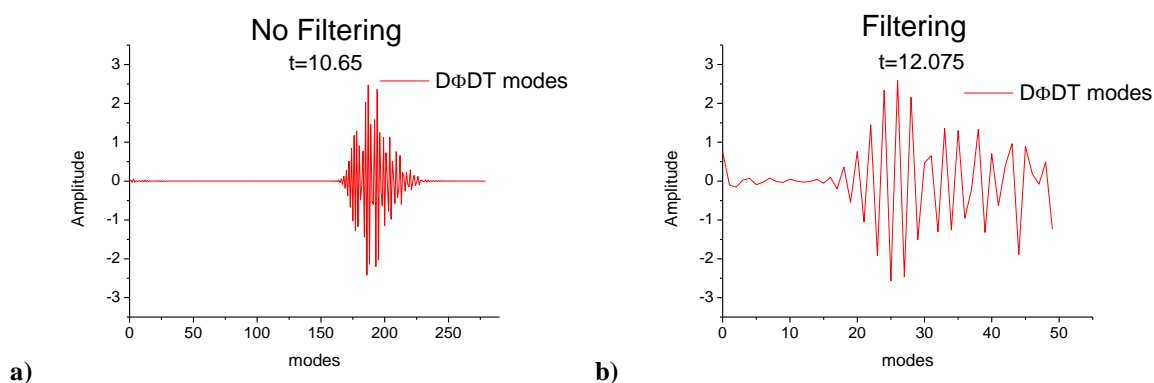 No Filtering
t=10.65
DΦDT modes
3
2
1
0
-1
-2
-3
Amplitude
0 50 100 150 200 250
modes
a)
Filtering
t=12.075
DΦDT modes
3
2
1
0
-1
-2
-3
Amplitude
0 10 20 30 40 50
modes
b)